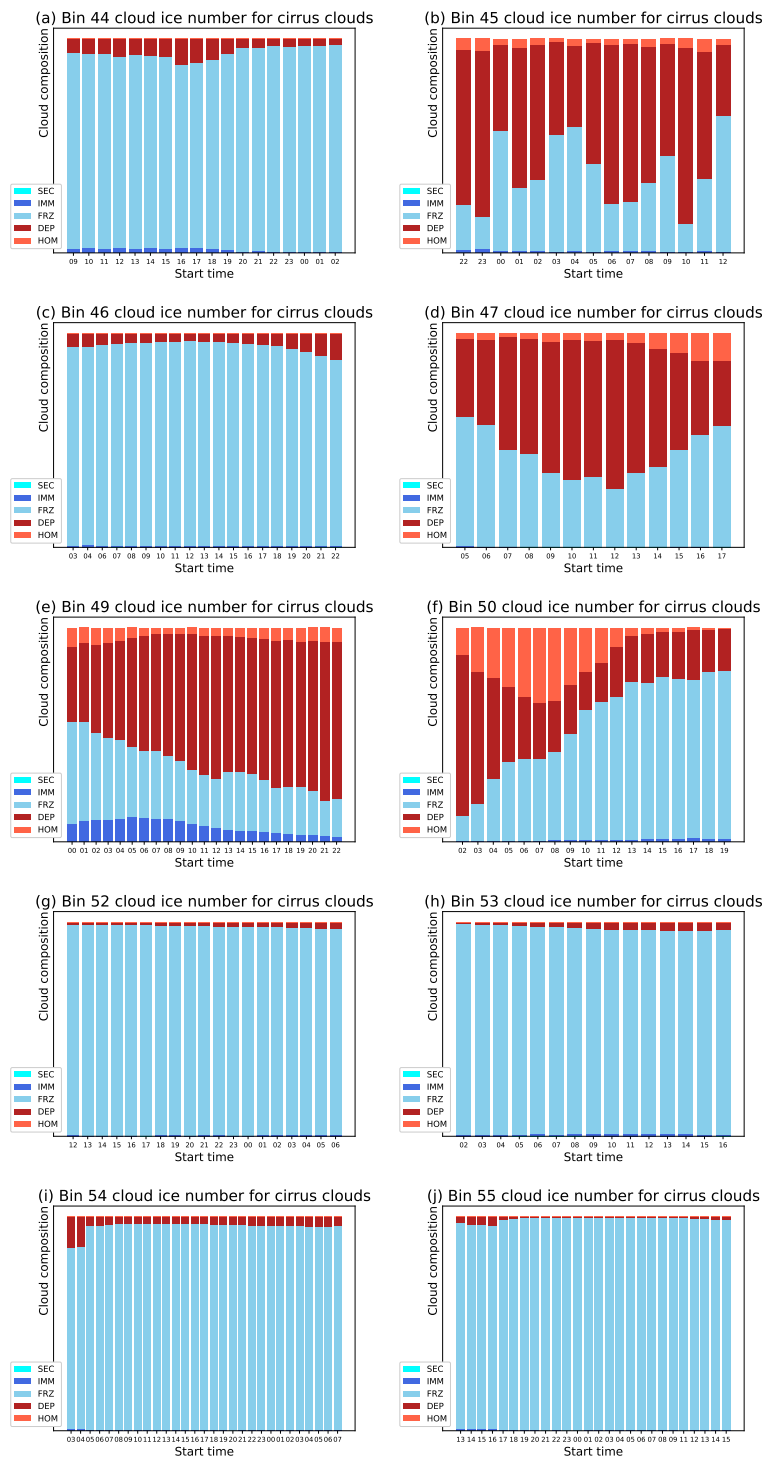 (a) Bin 44 cloud ice number for cirrus clouds
Cloud composition
SEC
IMM
FRZ
DEP
HOM
09 10 11 12 13 14 15 16 17 18 19 20 21 22 23 00 01 02
Start time
(b) Bin 45 cloud ice number for cirrus clouds
Cloud composition
SEC
IMM
FRZ
DEP
HOM
22 23 00 01 02 03 04 05 06 07 08 09 10 11 12
Start time
(c) Bin 46 cloud ice number for cirrus clouds
Cloud composition
SEC
IMM
FRZ
DEP
HOM
03 04 06 07 08 09 10 11 12 13 14 15 16 17 18 19 20 21 22
Start time
(d) Bin 47 cloud ice number for cirrus clouds
Cloud composition
SEC
IMM
FRZ
DEP
HOM
05 06 07 08 09 10 11 12 13 14 15 16 17
Start time
(e) Bin 49 cloud ice number for cirrus clouds
Cloud composition
SEC
IMM
FRZ
DEP
HOM
00 01 02 03 04 05 06 07 08 09 10 11 12 13 14 15 16 17 18 19 20 21 22
Start time
(f) Bin 50 cloud ice number for cirrus clouds
Cloud composition
SEC
IMM
FRZ
DEP
HOM
02 03 04 05 06 07 08 09 10 11 12 13 14 15 16 17 18 19
Start time
(g) Bin 52 cloud ice number for cirrus clouds
Cloud composition
SEC
IMM
FRZ
DEP
HOM
12 13 14 15 16 17 18 19 20 21 22 23 00 01 02 03 04 05 06
Start time
(h) Bin 53 cloud ice number for cirrus clouds
Cloud composition
SEC
IMM
FRZ
DEP
HOM
02 03 04 05 06 07 08 09 10 11 12 13 14 15 16
Start time
(i) Bin 54 cloud ice number for cirrus clouds
Cloud composition
SEC
IMM
FRZ
DEP
HOM
03 04 05 06 07 08 09 10 11 12 13 14 15 16 17 18 19 20 21 22 23 00 01 02 03 04 05 06 07
Start time
(j) Bin 55 cloud ice number for cirrus clouds
Cloud composition
SEC
IMM
FRZ
DEP
HOM
13 14 15 16 17 18 19 20 21 22 23 00 01 02 03 04 05 06 07 08 09 11 12 13 14 15
Start time